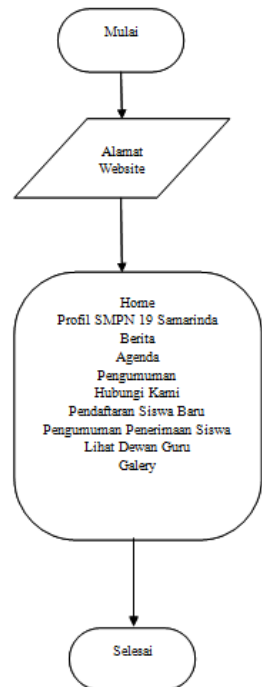 Mulai
Alamat
Website
Home
Profil SMPN 19 Samarinda
Berita
Agenda
Pengumuman
Hubungi Kami
Pendaftaran Siswa Baru
Pengumuman Penerimaan Siswa
Lihat Dewan Guru
Galery
Selesai